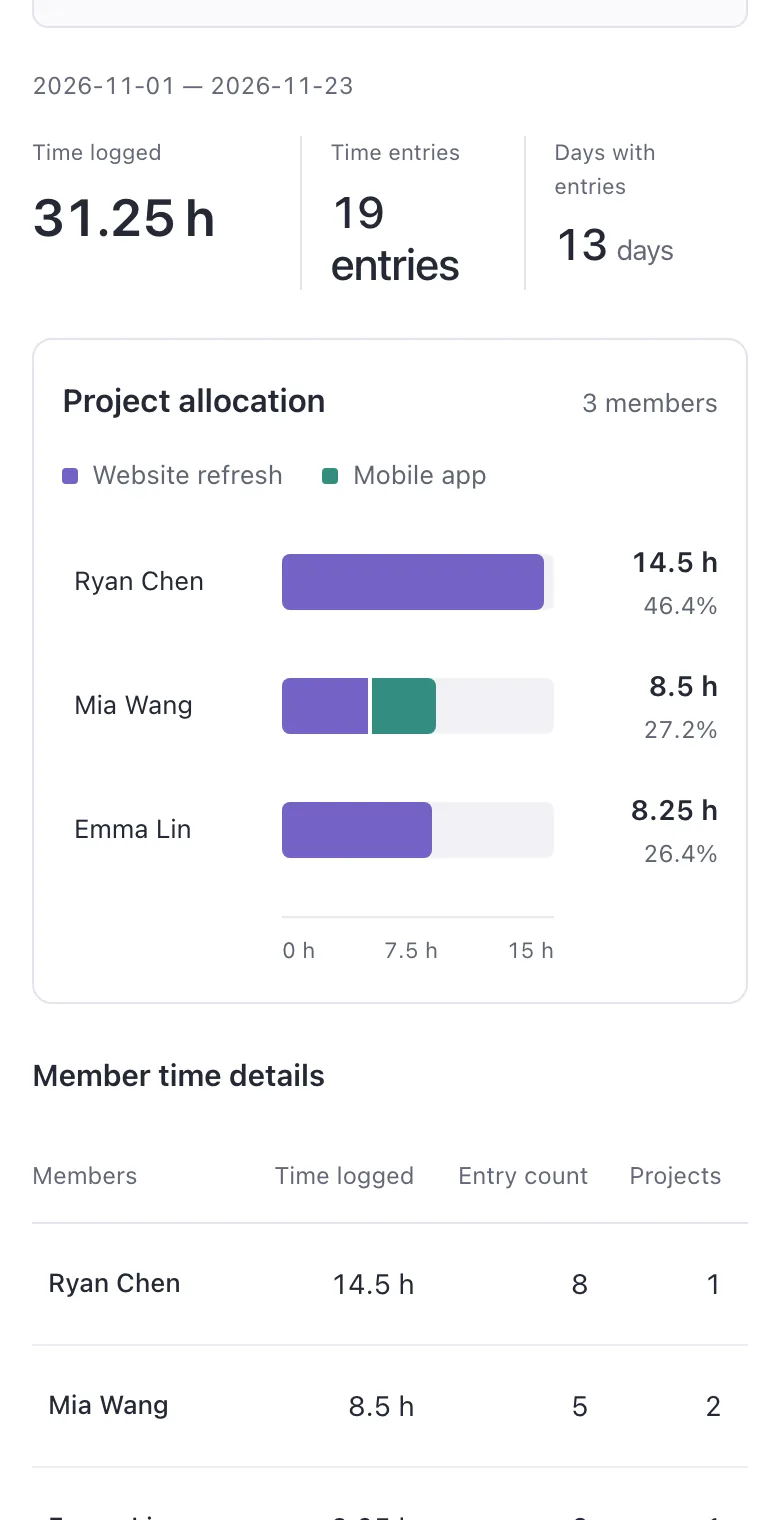 2026-11-01 — 2026-11-23
Time logged
31.25 h
Time entries
19
entries
Days with
entries
13 days
Project allocation
3 members
Website refresh
Mobile app
Ryan Chen
14.5 h
46.4%
Mia Wang
8.5 h
27.2%
Emma Lin
8.25 h
26.4%
0 h 7.5 h 15 h
Member time details
Members Time logged Entry count Projects
Ryan Chen 14.5 h 8 1
Mia Wang 8.5 h 5 2